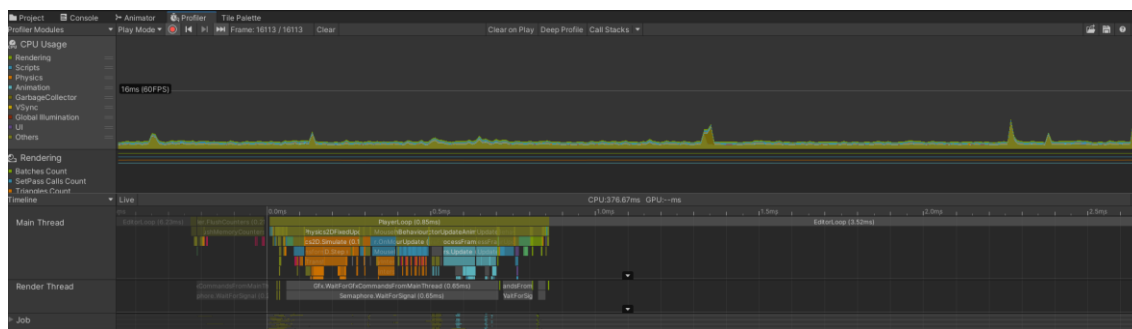 Project Console Animator Profiler Tile Palette
Profiler Modules Play Mode Frame: 16113 / 16113 Clear Clear on Play Deep Profile Call Stacks
CPU Usage
Rendering
Scripts
Physics
Animation
GarbageCollector
VSync
Global Illumination
UI
Others
16ms (60FPS)
Rendering
Batches Count
SetPass Calls Count
Triangles Count
Timeline Live CPU:376.67ms GPU:--ms
0.0ms 0.5ms 1.0ms 1.5ms 2.0ms 2.5ms
Main Thread EditorLoop PlayerLoop (0.85ms) EditorLoop (3.52ms)
Render Thread Gfx.WaitForGfxCommandsFromMainThread (0.65ms)
Semaphore.WaitForSignal (0.65ms)
Job